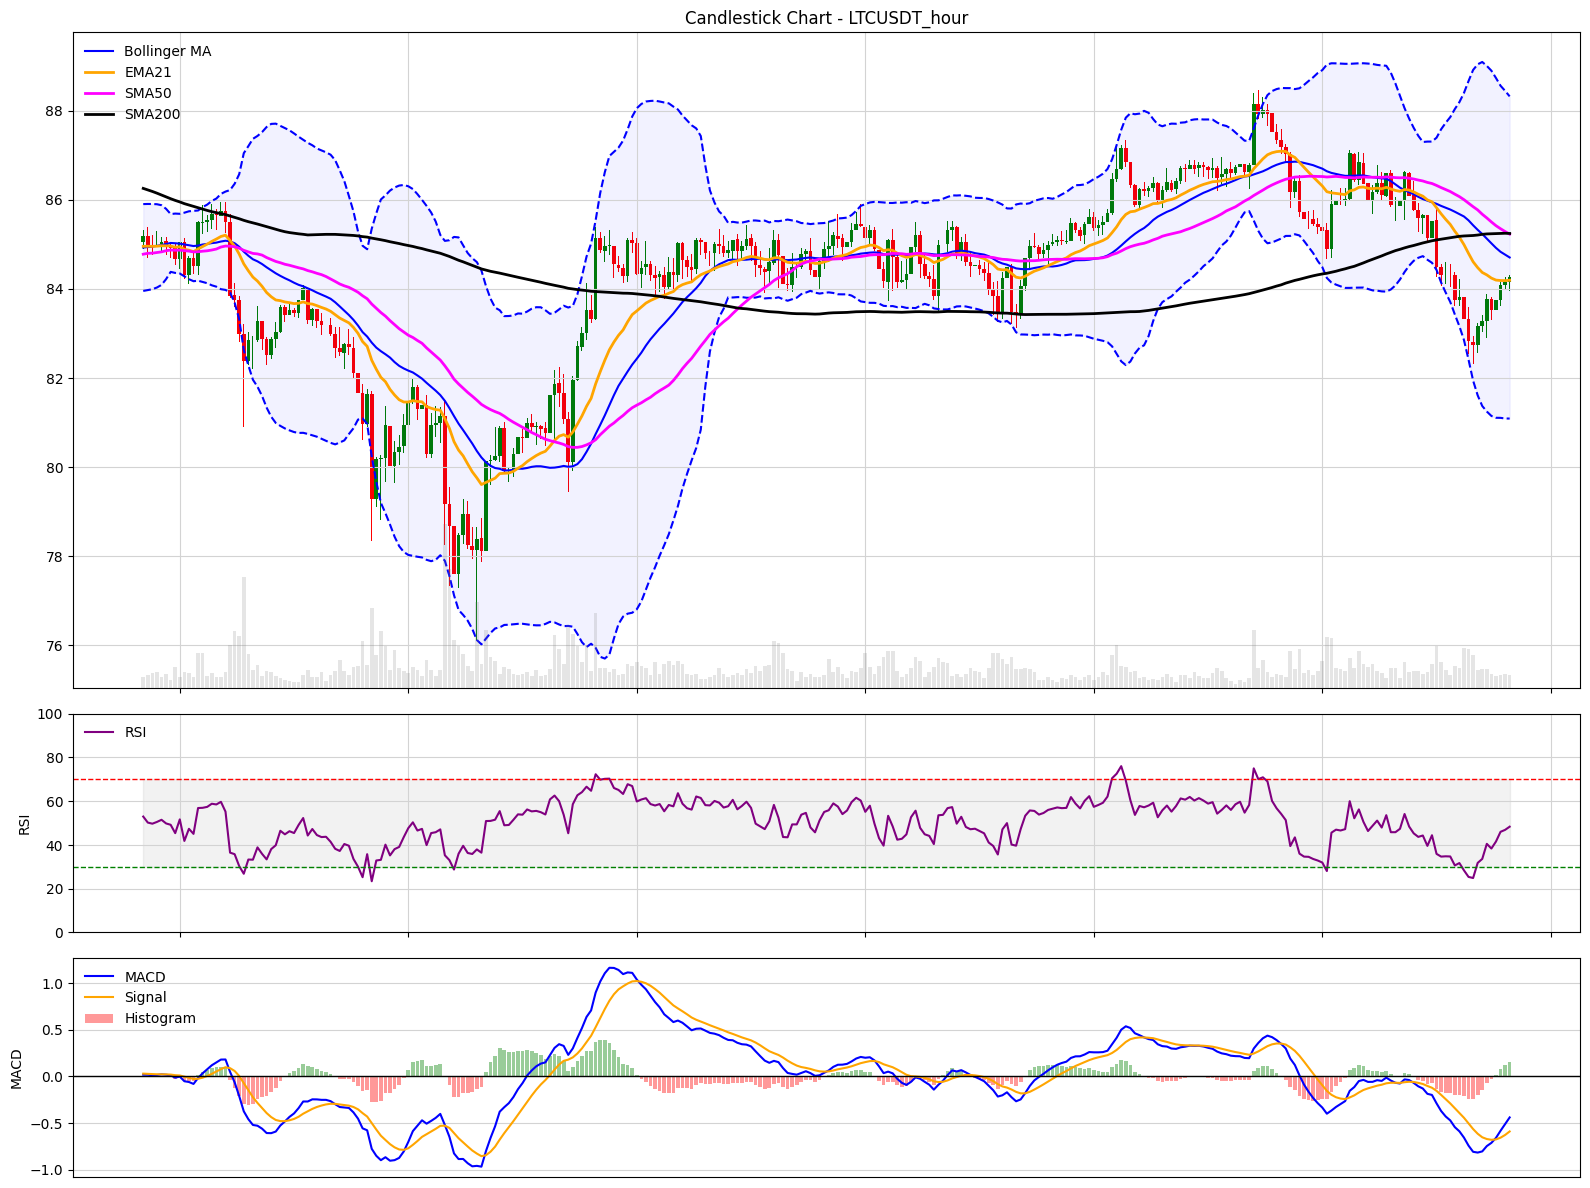 Candlestick Chart - LTCUSDT_hour
Bollinger MA
EMA21
SMA50
SMA200
88
86
84
82
80
78
76
RSI
100
80
60
40
20
0
RSI
MACD
Signal
Histogram
1.0
0.5
0.0
−0.5
−1.0
MACD